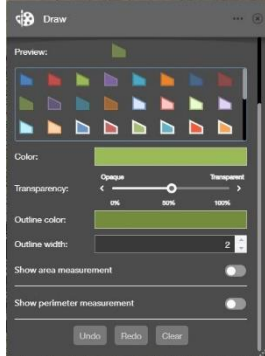 Draw
Preview:
Color:
Opaque Transparent
Transparency:
0% 50% 100%
Outline color:
Outline width: 2
Show area measurement
Show perimeter measurement
Undo Redo Clear